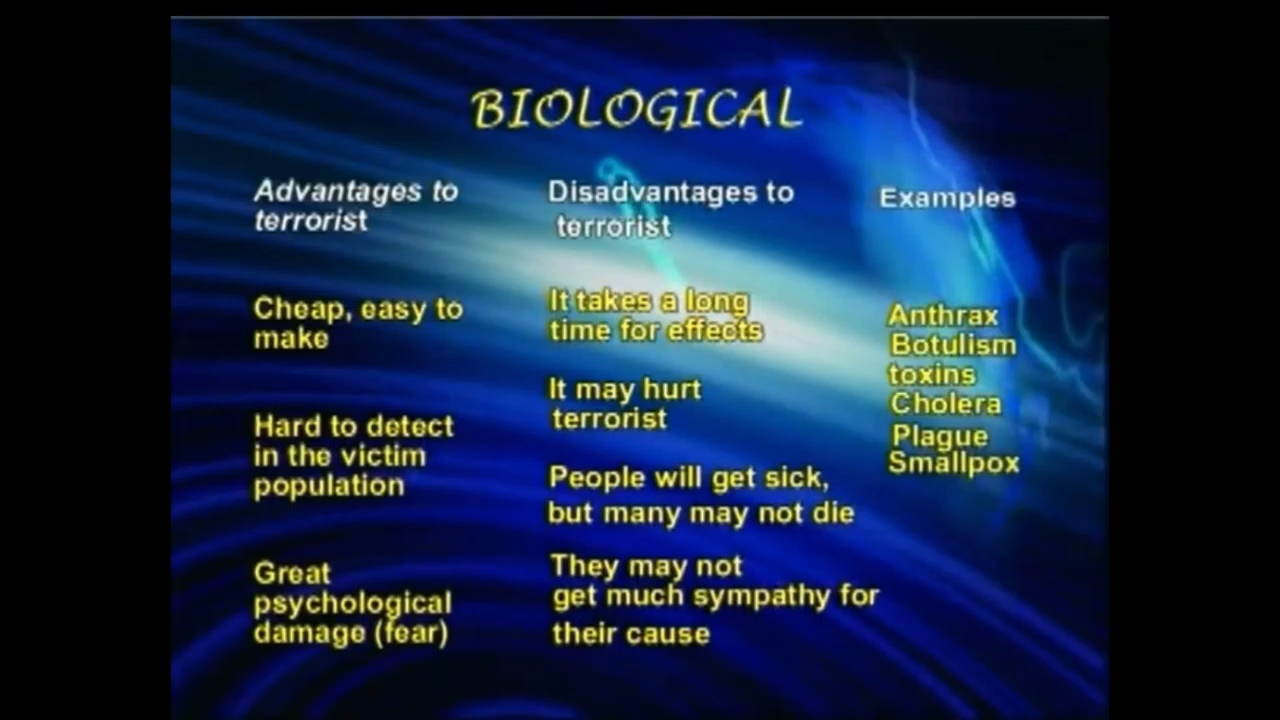 BIOLOGICAL
Advantages to
terrorist
Cheap, easy to
make
Hard to detect
in the victim
population
Great
psychological
damage (fear)
Disadvantages to
terrorist
It takes a long
time for effects
It may hurt
terrorist
People will get sick,
but many may not die
They may not
get much sympathy for
their cause
Examples
Anthrax
Botulism
toxins
Cholera
Plague
Smallpox